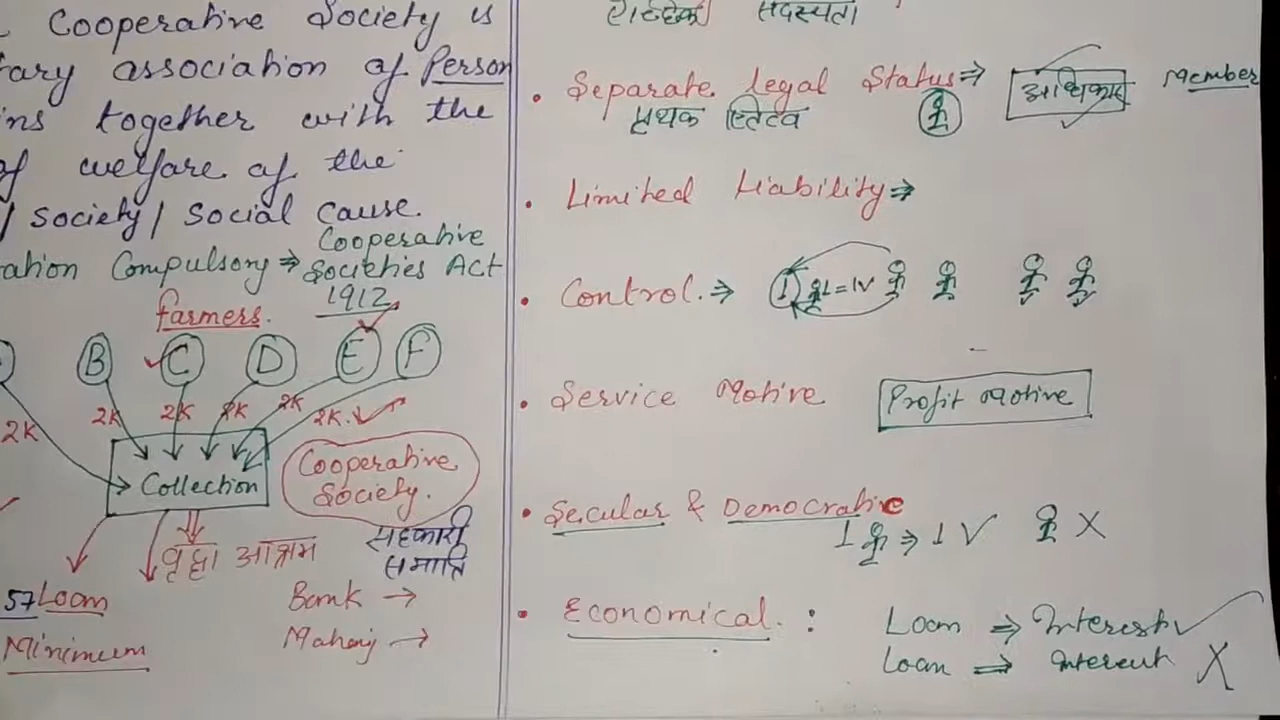 Cooperative Society is
tary association of Person
ins together with the
of welfare of the
/ society / social cause.
ation Compulsory ⇒ Cooperative
Societies Act
1912
farmers.
B C D E F
2K 2K 2K 2K 2K 2K.
Collection
Cooperative
Society.
वृद्धा आश्रम
सहकारी
समाति
57 Loan
Minimum
Bank →
सदस्यता
• Separate legal Status ⇒ Member
पृथक
• Limited Liability ⇒
• Control. ⇒ 1 = 1V
• Service Motive Profit Motive
• Secular & Democratic
1 ⇒ 1 V X
• Economical : Loan ⇒ Interest ✓
Loan ⇒ Interest X